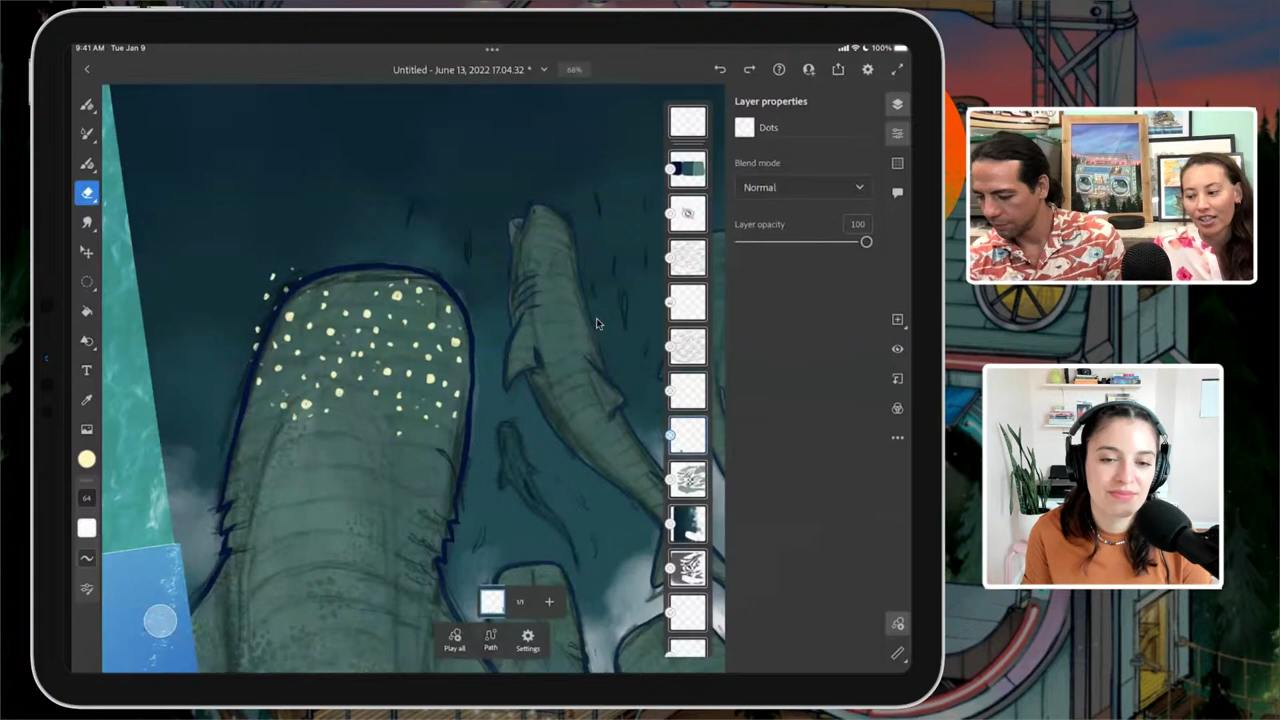 9:41 AM Tue Jan 9
100%
Untitled - June 13, 2022 17.04.32 *
68%
Layer properties
Dots
Blend mode
Normal
Layer opacity
100
T
64
1/1
Play all
Path
Settings